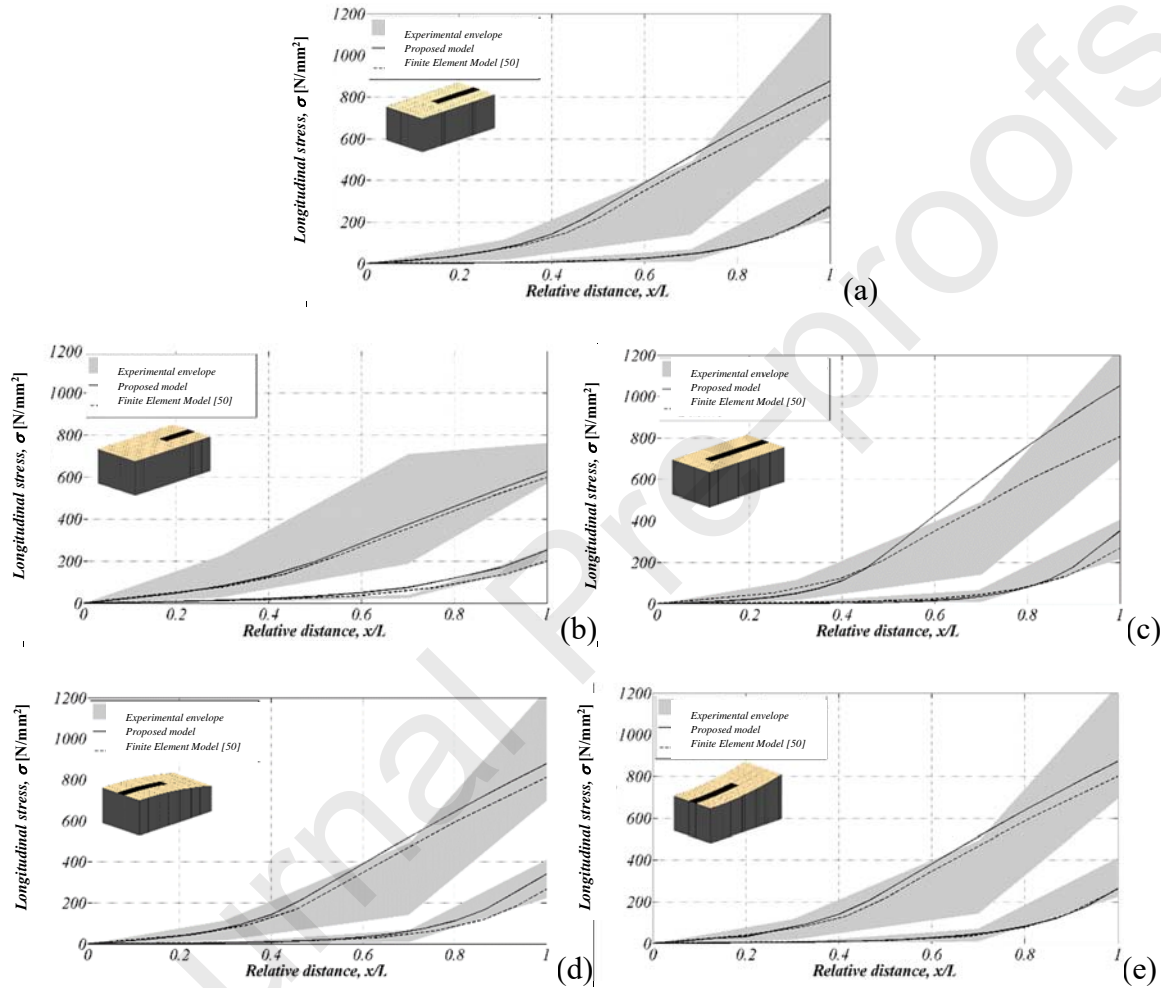 1200
1000
800
600
400
200
0
Experimental envelope
Proposed model
Finite Element Model [50]
Longitudinal stress, σ [N/mm²]
0 0.2 0.4 0.6 0.8 1
Relative distance, x/L
(a)
1200
1000
800
600
400
200
0
Experimental envelope
Proposed model
Finite Element Model [50]
Longitudinal stress, σ [N/mm²]
0 0.2 0.4 0.6 0.8 1
Relative distance, x/L
(b)
1200
1000
800
600
400
200
0
Experimental envelope
Proposed model
Finite Element Model [50]
Longitudinal stress, σ [N/mm²]
0 0.2 0.4 0.6 0.8 1
Relative distance, x/L
(c)
1200
1000
800
600
400
200
0
Experimental envelope
Proposed model
Finite Element Model [50]
Longitudinal stress, σ [N/mm²]
0 0.2 0.4 0.6 0.8 1
Relative distance, x/L
(d)
1200
1000
800
600
400
200
0
Experimental envelope
Proposed model
Finite Element Model [50]
Longitudinal stress, σ [N/mm²]
0 0.2 0.4 0.6 0.8 1
Relative distance, x/L
(e)
urnal Pre-proofs